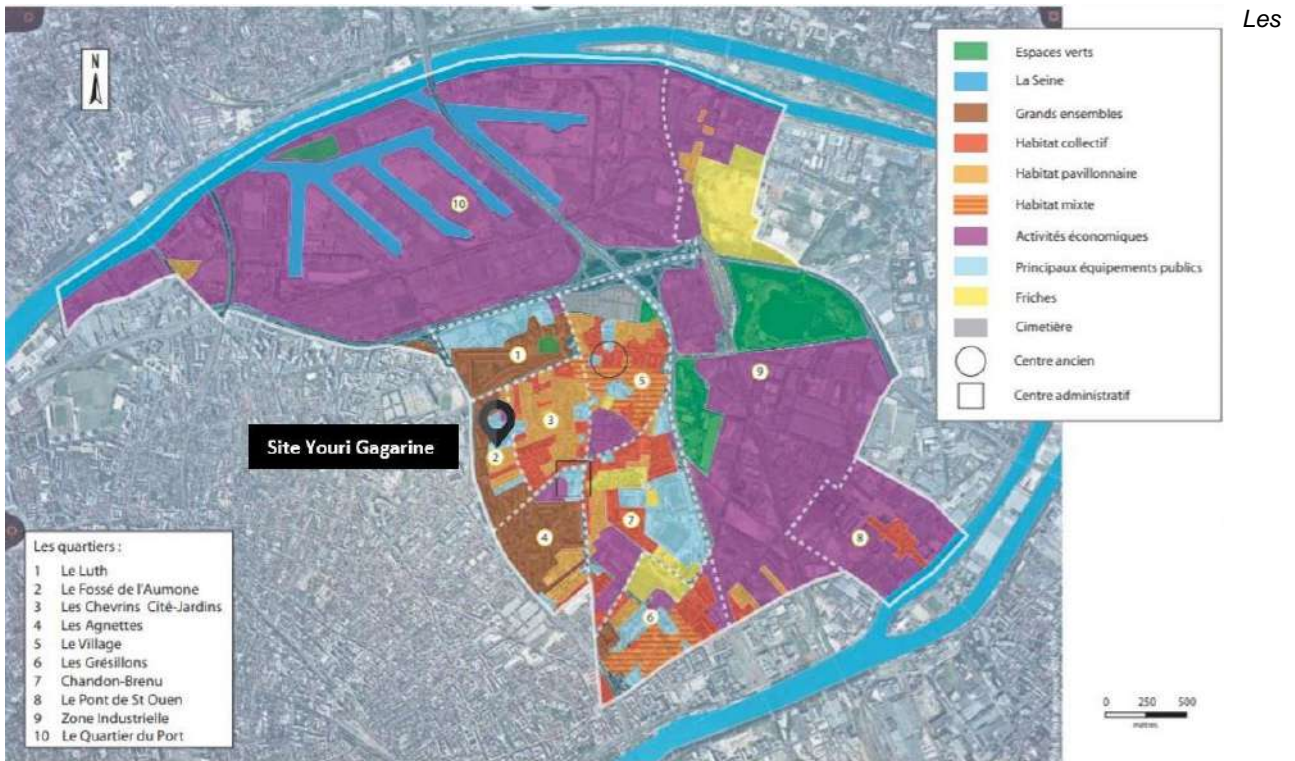 Les
N
Espaces verts
La Seine
Grands ensembles
Habitat collectif
Habitat pavillonnaire
Habitat mixte
Activités économiques
Principaux équipements publics
Friches
Cimetière
Centre ancien
Centre administratif
10
1
5
9
3
Site Youri Gagarine
2
7
4
8
6
Les quartiers :
1 Le Luth
2 Le Fossé de l'Aumone
3 Les Chevrins Cité-Jardins
4 Les Agnettes
5 Le Village
6 Les Grésillons
7 Chandon-Brenu
8 Le Pont de St Ouen
9 Zone Industrielle
10 Le Quartier du Port
0 250 500
mètres